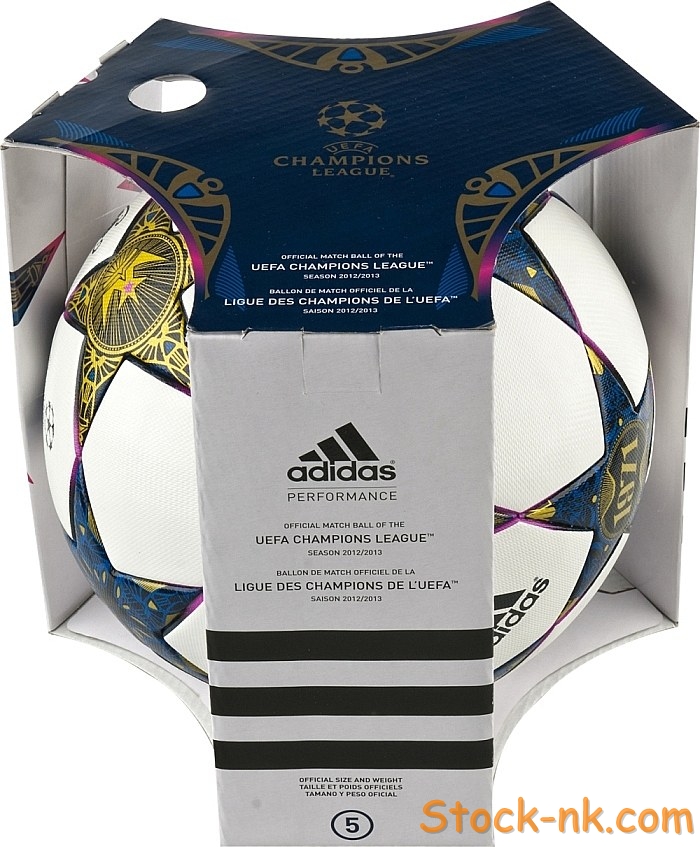 UEFA
CHAMPIONS
LEAGUE®
OFFICIAL MATCH BALL OF THE
UEFA CHAMPIONS LEAGUE™
SEASON 2012/2013
BALLON DE MATCH OFFICIEL DE LA
LIGUE DES CHAMPIONS DE L'UEFA™
SAISON 2012/2013
adidas®
PERFORMANCE
OFFICIAL MATCH BALL OF THE
UEFA CHAMPIONS LEAGUE™
SEASON 2012/2013
BALLON DE MATCH OFFICIEL DE LA
LIGUE DES CHAMPIONS DE L'UEFA™
SAISON 2012/2013
adidas
OFFICIAL SIZE AND WEIGHT
TAILLE ET POIDS OFFICIELS
TAMANO Y PESO OFICIAL
5
Stock-nk.com